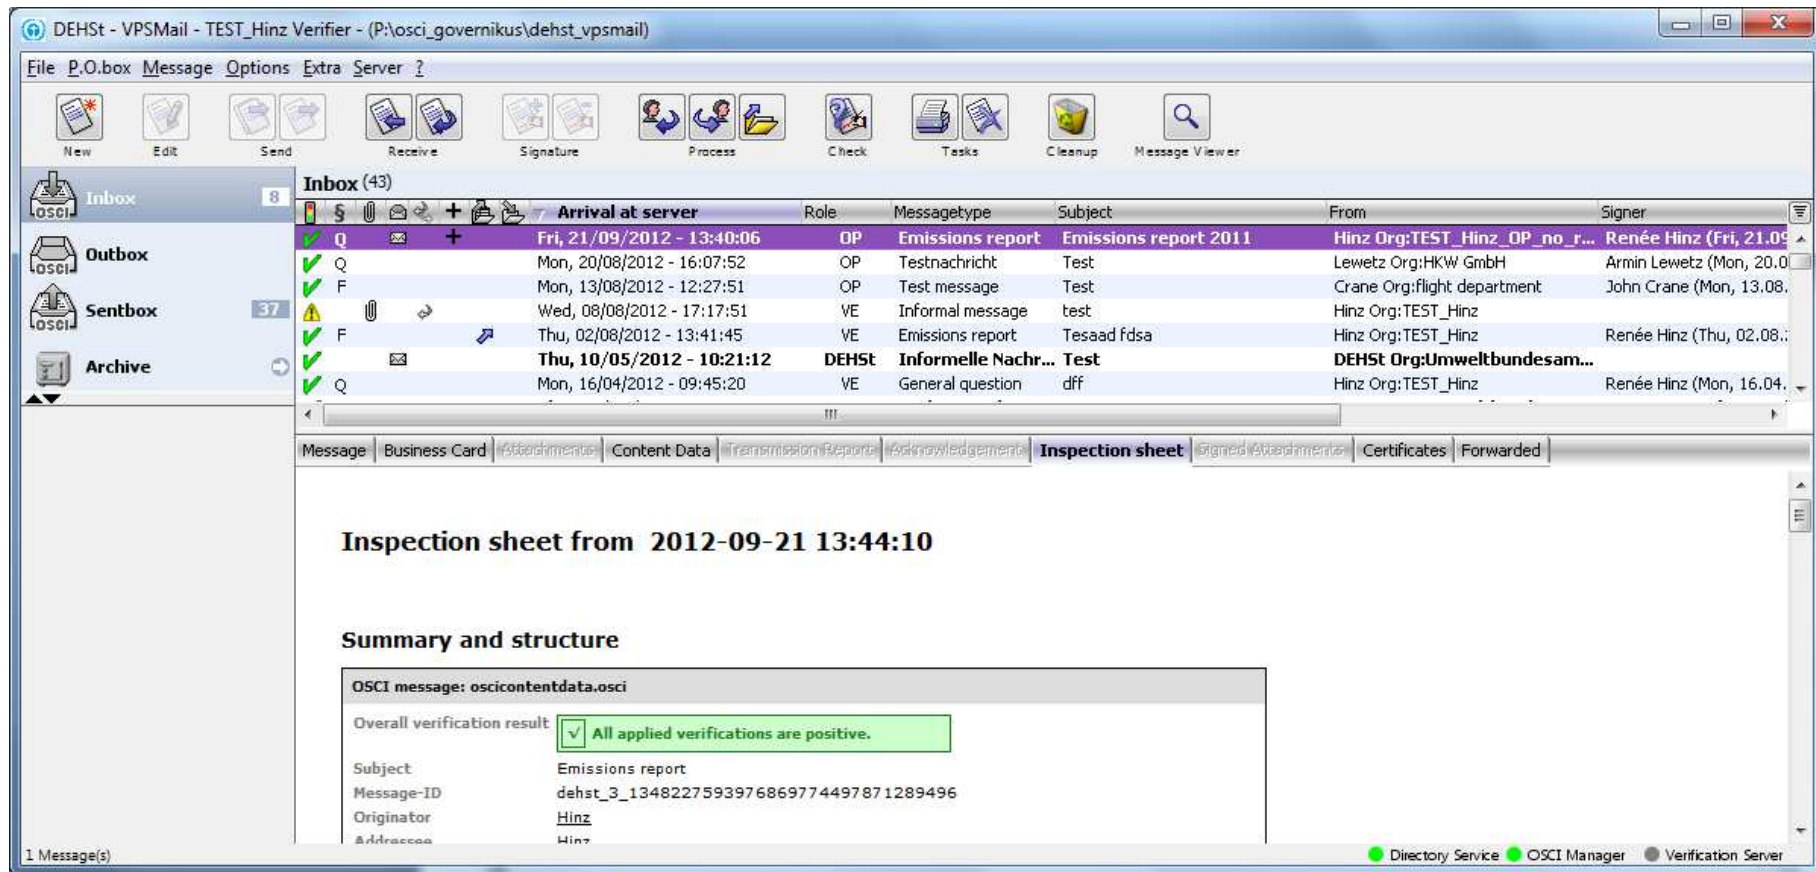 DEHSt - VPSMail - TEST_Hinz Verifier - (P:\osci_governikus\dehst_vpsmail)
File P.O.box Message Options Extra Server ?
New Edit Send Receive Signature Process Check Tasks Cleanup Message Viewer
OSCI Inbox 8
OSCI Outbox
OSCI Sentbox 37
Archive
Inbox (43)
§ Arrival at server Role Messagetype Subject From Signer
Q Fri, 21/09/2012 - 13:40:06 OP Emissions report Emissions report 2011 Hinz Org:TEST_Hinz_OP_no_r... Renée Hinz (Fri, 21.09
Q Mon, 20/08/2012 - 16:07:52 OP Testnachricht Test Lewetz Org:HKW GmbH Armin Lewetz (Mon, 20.0
F Mon, 13/08/2012 - 12:27:51 OP Test message Test Crane Org:flight department John Crane (Mon, 13.08.
Wed, 08/08/2012 - 17:17:51 VE Informal message test Hinz Org:TEST_Hinz
F Thu, 02/08/2012 - 13:41:45 VE Emissions report Tesaad fdsa Hinz Org:TEST_Hinz Renée Hinz (Thu, 02.08.:
Thu, 10/05/2012 - 10:21:12 DEHSt Informelle Nachr... Test DEHSt Org:Umweltbundesam...
Q Mon, 16/04/2012 - 09:45:20 VE General question dff Hinz Org:TEST_Hinz Renée Hinz (Mon, 16.04.
Message Business Card Attachments Content Data Transmission Report Acknowledgement Inspection sheet Signed Attachments Certificates Forwarded
Inspection sheet from 2012-09-21 13:44:10
Summary and structure
OSCI message: oscicontentdata.osci
Overall verification result All applied verifications are positive.
Subject Emissions report
Message-ID dehst_3_13482275939768697744978712894​96
Originator Hinz
Addressee Hinz
1 Message(s) Directory Service OSCI Manager Verification Server